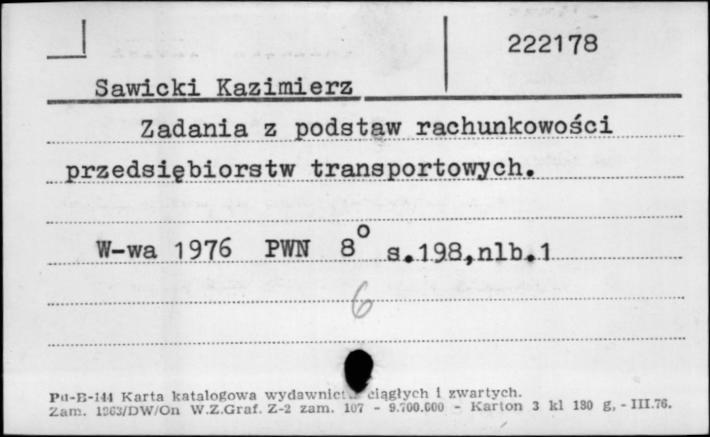 222178
Sawicki Kazimierz
Zadania z podstaw rachunkowości
przedsiębiorstw transportowych.
W-wa 1976 PWN 8° s.198,nlb.1
6
Pu-B-144 Karta katalogowa wydawnictw ciągłych i zwartych.
Zam. 1263/DW/On W.Z.Graf. Z-2 zam. 107 - 9.700.000 - Karton 3 kl 180 g, - III.76.